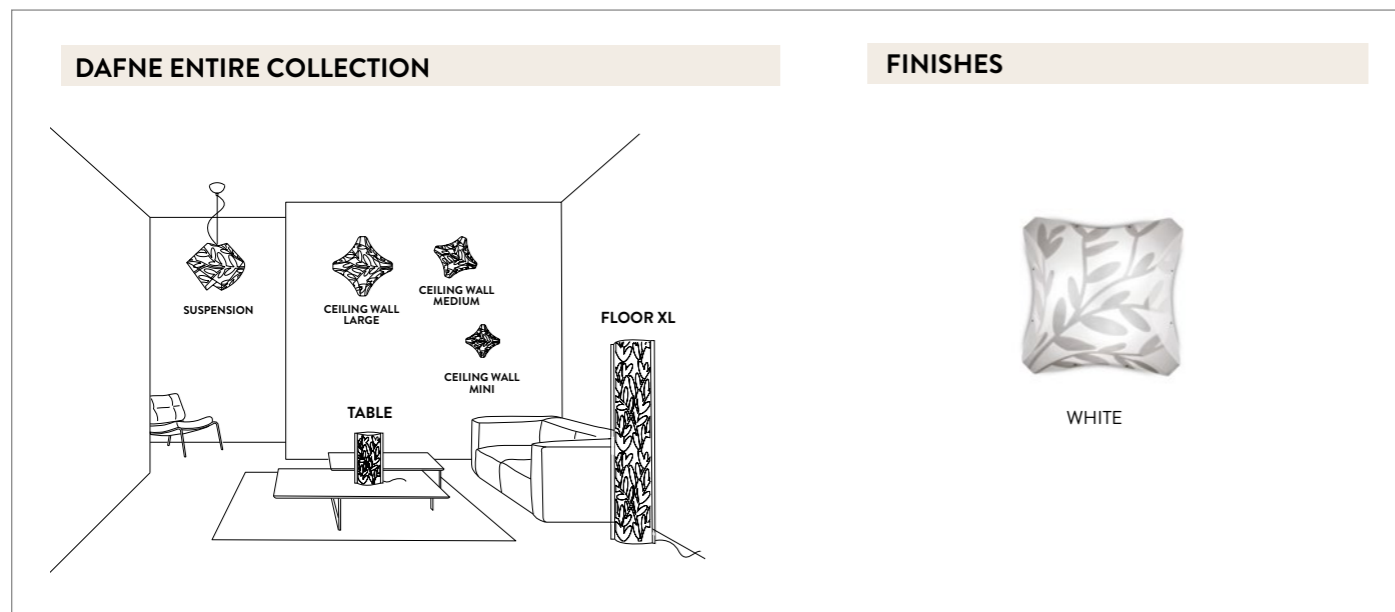 DAFNE ENTIRE COLLECTION
FINISHES
SUSPENSION
CEILING WALL
LARGE
CEILING WALL
MEDIUM
CEILING WALL
MINI
FLOOR XL
TABLE
WHITE